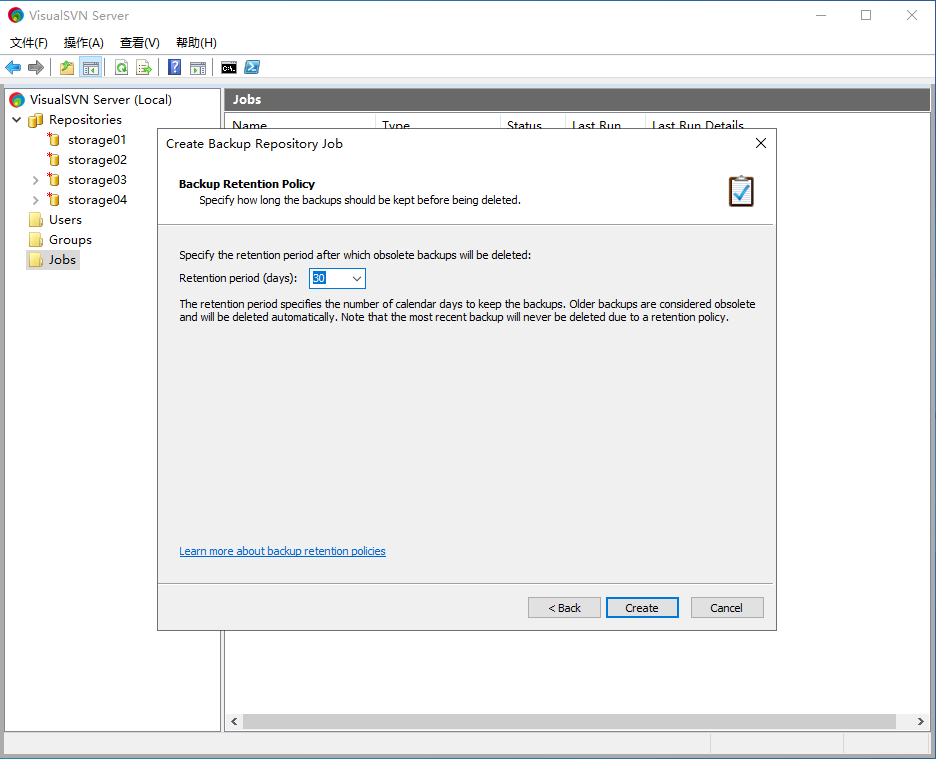 VisualSVN Server
文件(F) 操作(A) 查看(V) 帮助(H)
VisualSVN Server (Local)
Repositories
storage01
storage02
storage03
storage04
Users
Groups
Jobs
Jobs
Name Type Status Last Run Last Run Details
Create Backup Repository Job
Backup Retention Policy
Specify how long the backups should be kept before being deleted.
Specify the retention period after which obsolete backups will be deleted:
Retention period (days): 30
The retention period specifies the number of calendar days to keep the backups. Older backups are considered obsolete
and will be deleted automatically. Note that the most recent backup will never be deleted due to a retention policy.
Learn more about backup retention policies
< Back Create Cancel